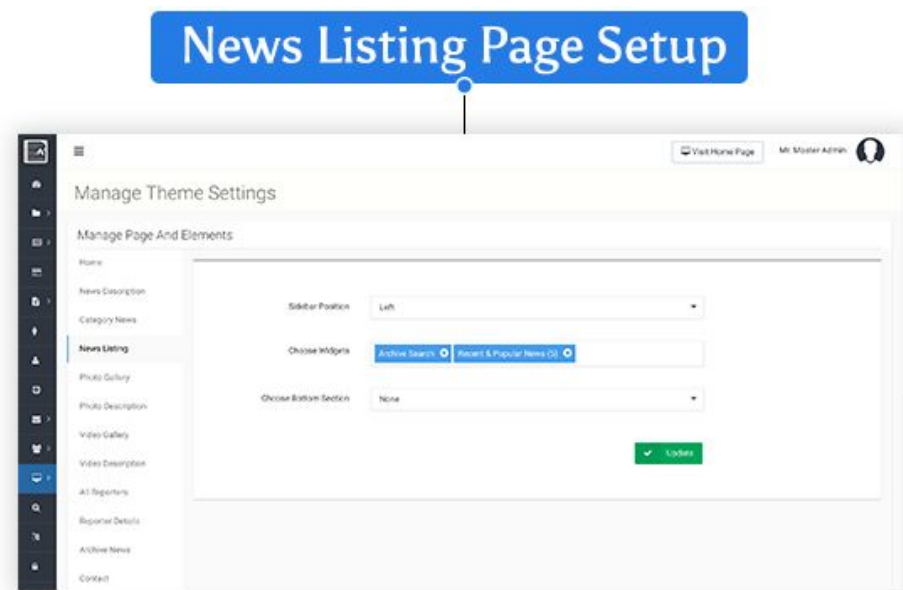 News Listing Page Setup
Visit Home Page
Mr. Master Admin
Manage Theme Settings
Manage Page And Elements
Home
News Description
Category News
News Listing
Photo Gallery
Photo Description
Video Gallery
Video Description
All Reporters
Reporter Details
Archive News
Contact
Sidebar Position
Left
Choose Widgets
Archive Search
Recent & Popular News (5)
Choose Bottom Section
None
Update